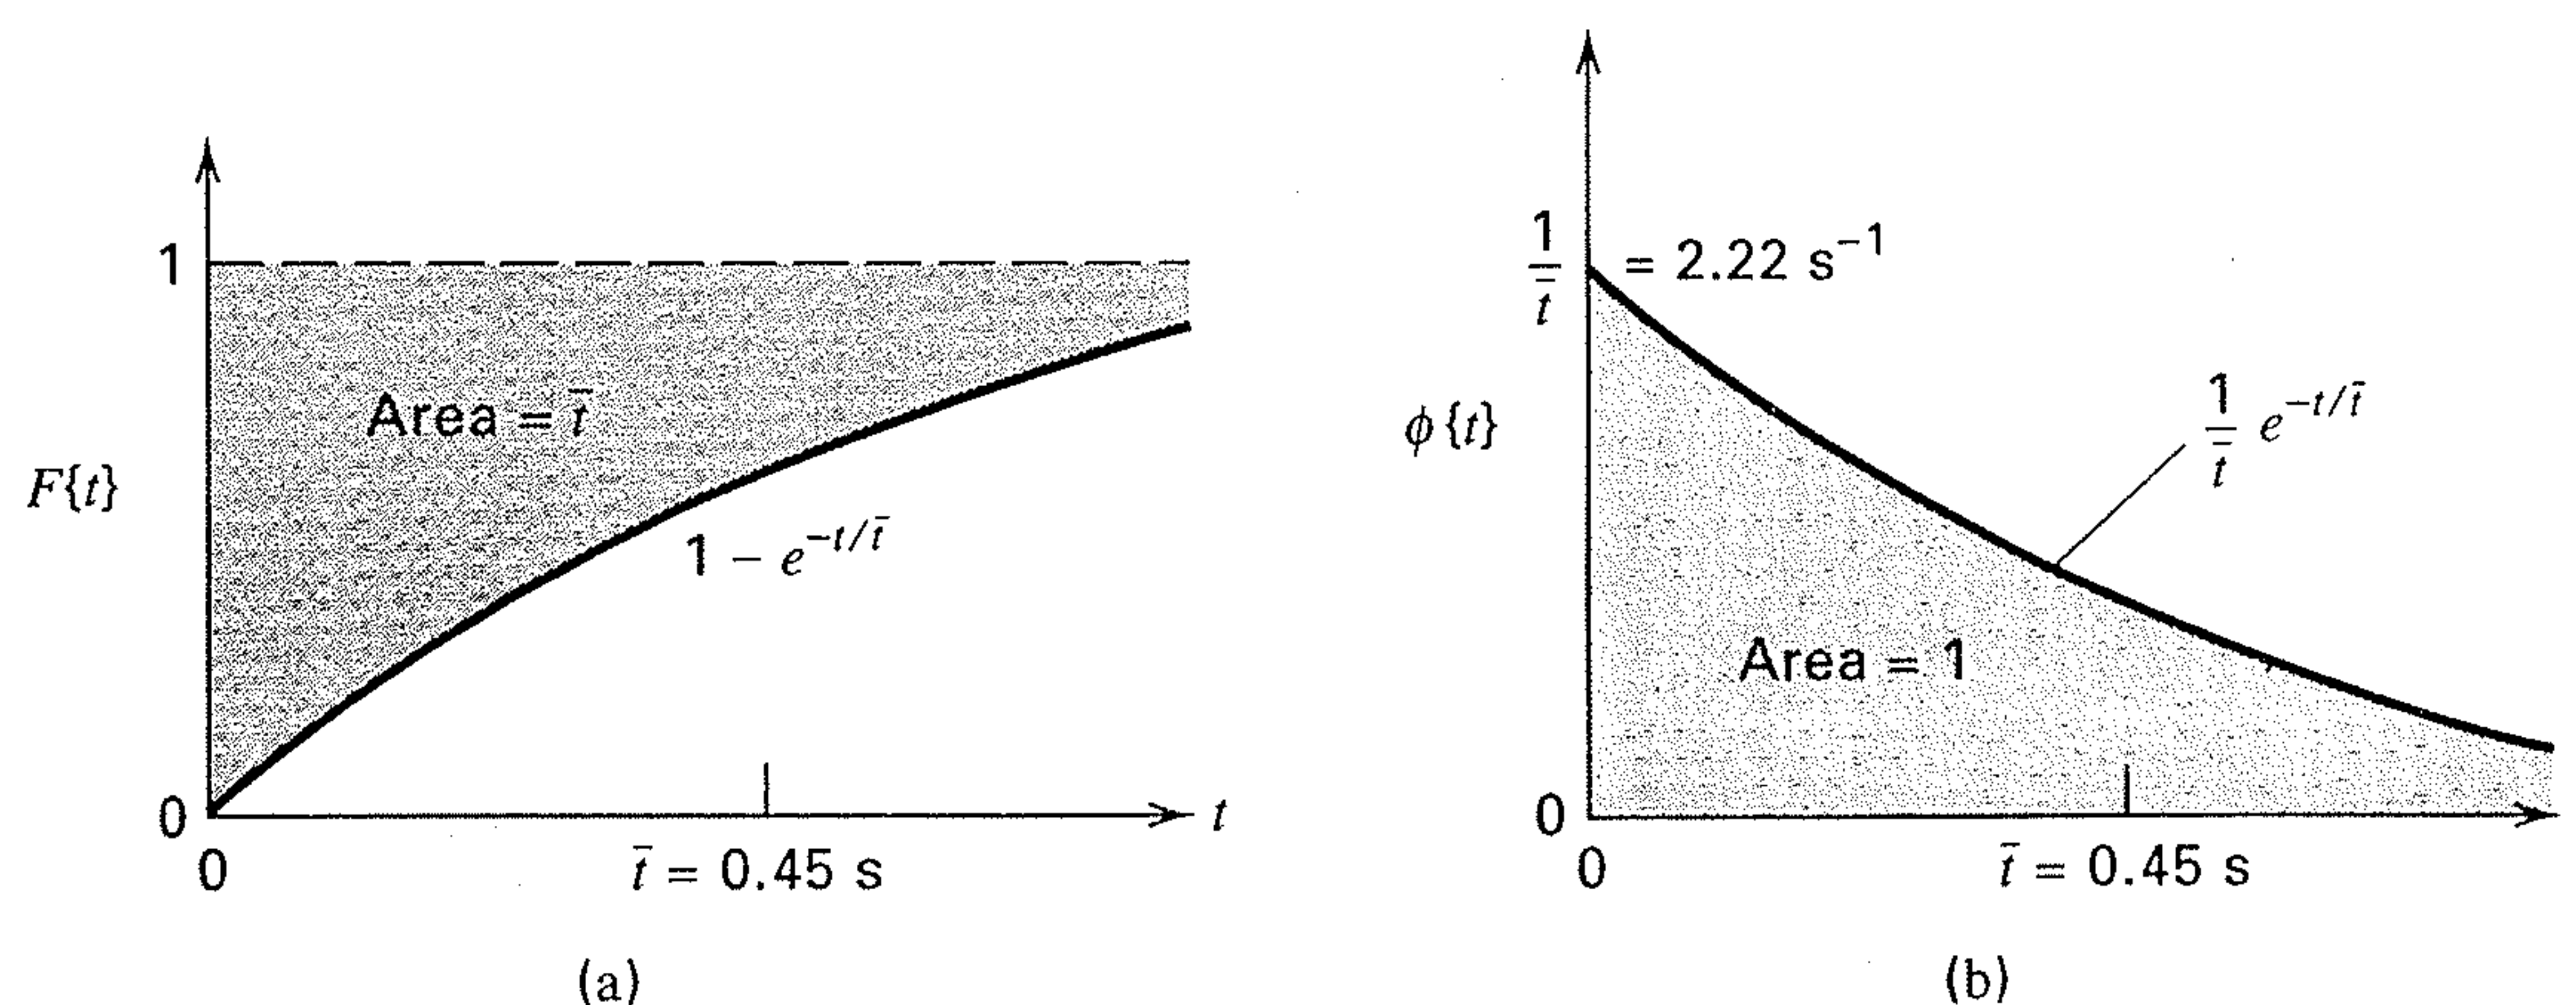 1
Area = t̄
F{t}
1 − e^{−t/t̄}
0
t
0
t̄ = 0.45 s
(a)
1/t̄ = 2.22 s⁻¹
ϕ{t}
1/t̄ e^{−t/t̄}
Area = 1
0
0
t̄ = 0.45 s
(b)